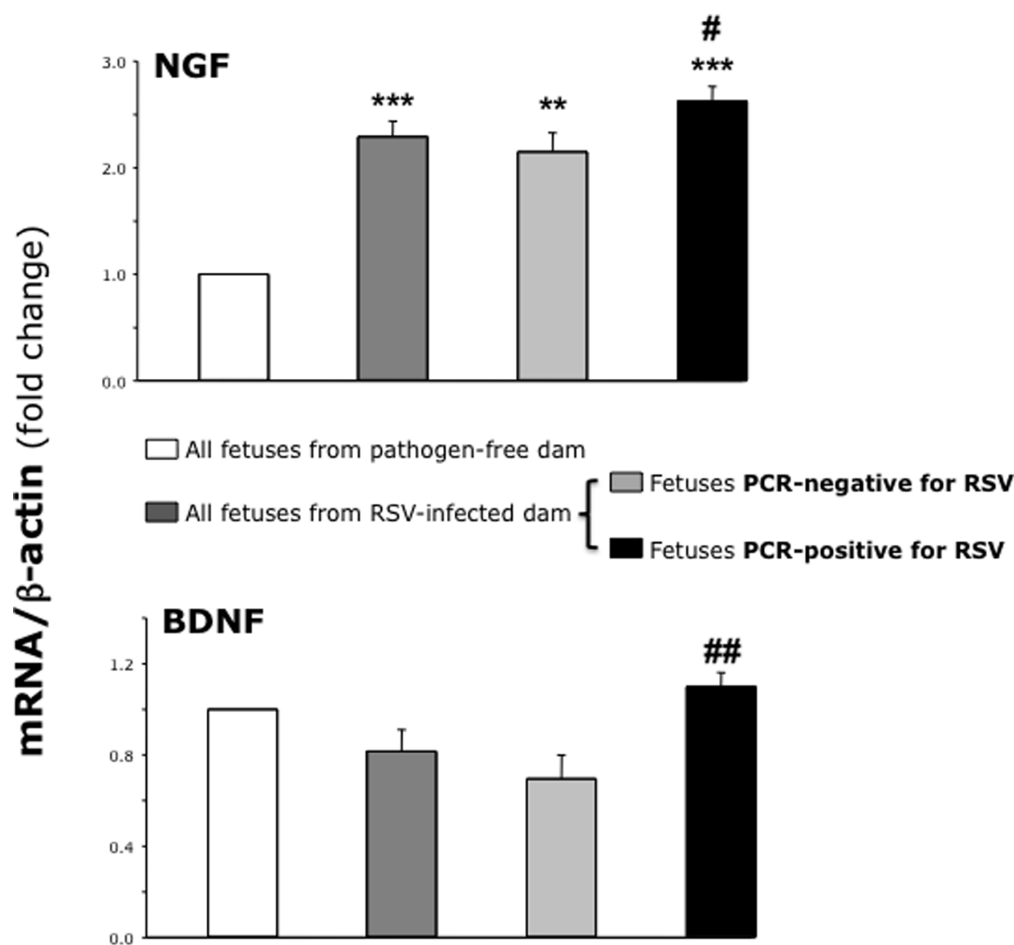 mRNA/β-actin (fold change)
#
NGF
3.0
***
**
***
2.0
1.0
0.0
All fetuses from pathogen-free dam
Fetuses PCR-negative for RSV
All fetuses from RSV-infected dam
Fetuses PCR-positive for RSV
BDNF
##
1.2
0.8
0.4
0.0